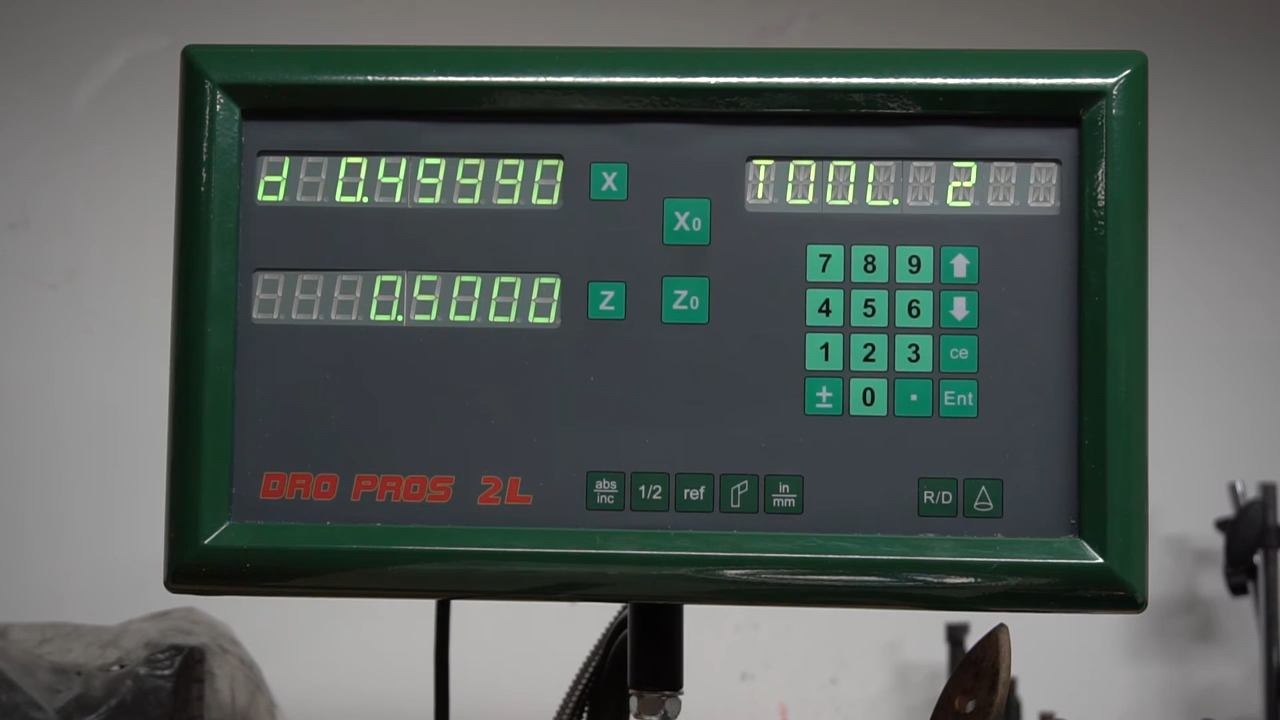 d 0.49990
X
X0
TOOL. 2
0.5000
Z
Z0
7 8 9
4 5 6
1 2 3 ce
± 0 . Ent
DRO PROS 2L
abs
inc
1/2
ref
in
mm
R/D